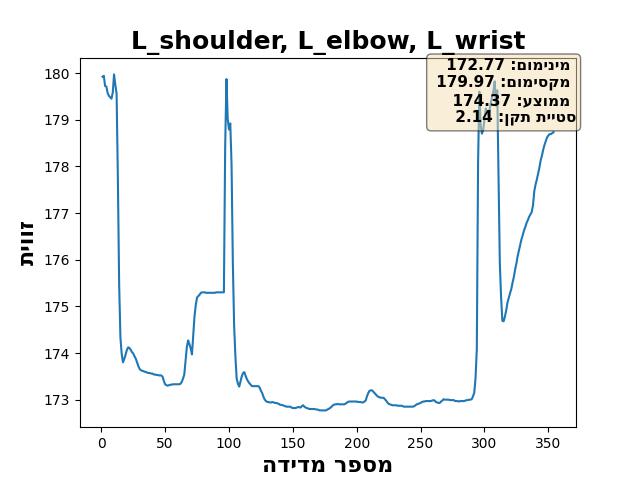 L_shoulder, L_elbow, L_wrist
מינימום: 172.77
מקסימום: 179.97
ממוצע: 174.37
סטיית תקן: 2.14
180
179
178
177
176
175
174
173
זווית
0 50 100 150 200 250 300 350
מספר מדידה